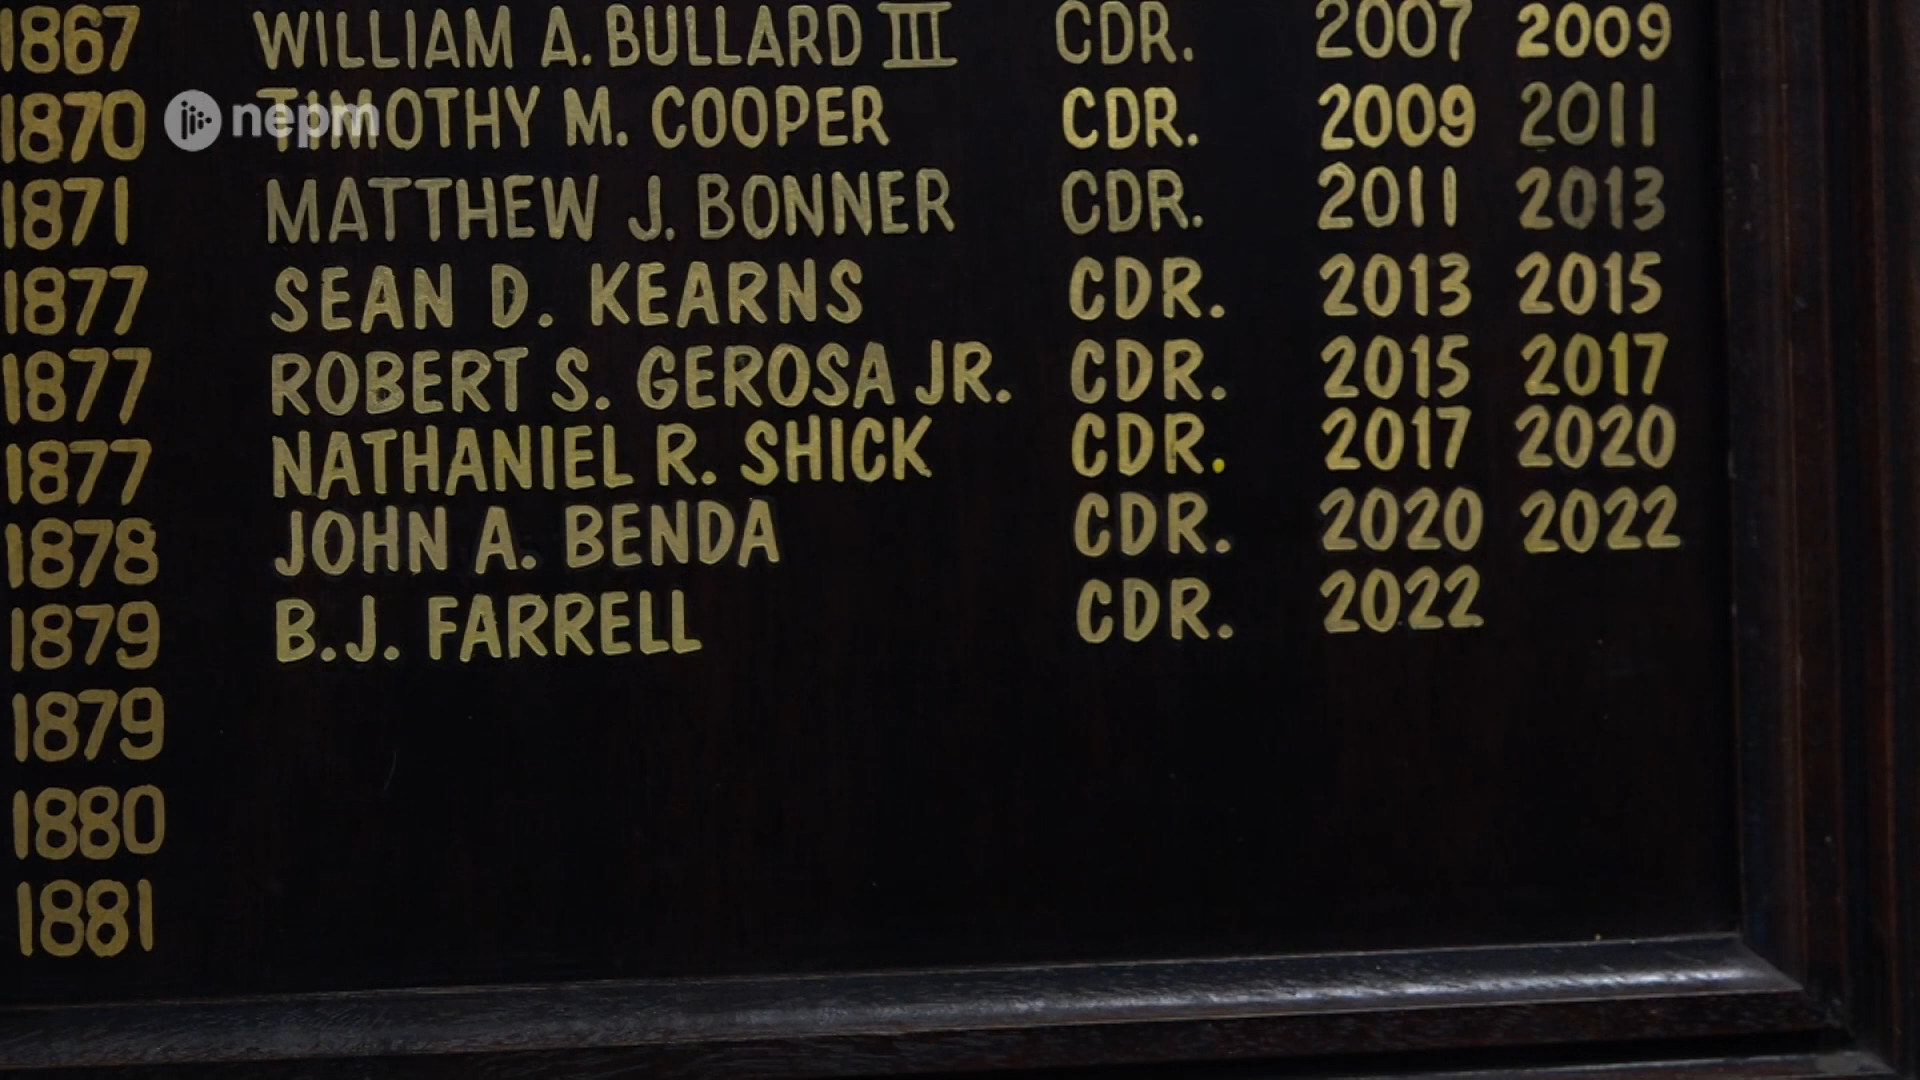 1867 WILLIAM A. BULLARD III CDR. 2007 2009
1870 TIMOTHY M. COOPER CDR. 2009 2011
nepm
1871 MATTHEW J. BONNER CDR. 2011 2013
1877 SEAN D. KEARNS CDR. 2013 2015
1877 ROBERT S. GEROSA JR. CDR. 2015 2017
1877 NATHANIEL R. SHICK CDR. 2017 2020
1878 JOHN A. BENDA CDR. 2020 2022
1879 B.J. FARRELL CDR. 2022
1879
1880
1881